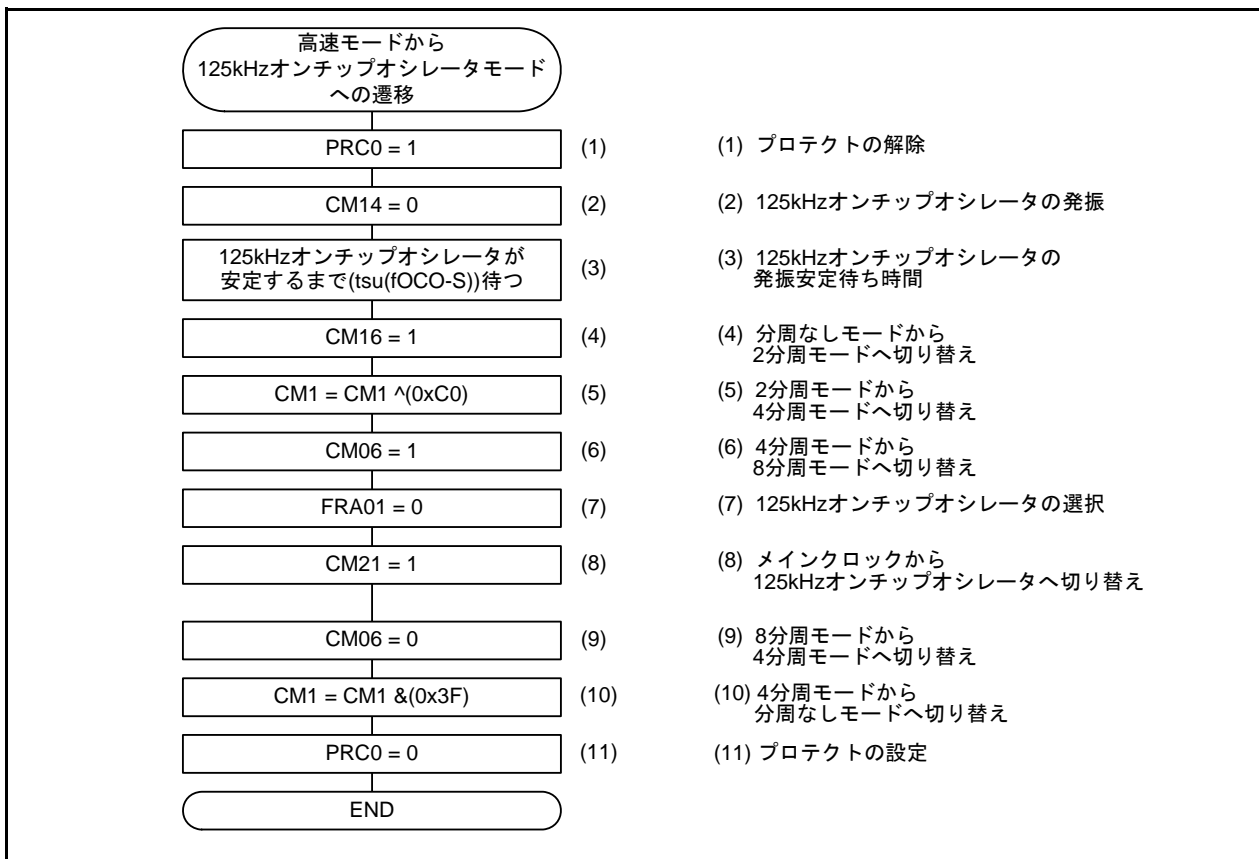 高速モードから
125kHzオンチップオシレータモード
への遷移
PRC0 = 1
(1)
(1) プロテクトの解除
CM14 = 0
(2)
(2) 125kHzオンチップオシレータの発振
125kHzオンチップオシレータが
安定するまで(tsu(fOCO-S))待つ
(3)
(3) 125kHzオンチップオシレータの
発振安定待ち時間
CM16 = 1
(4)
(4) 分周なしモードから
2分周モードへ切り替え
CM1 = CM1 ^(0xC0)
(5)
(5) 2分周モードから
4分周モードへ切り替え
CM06 = 1
(6)
(6) 4分周モードから
8分周モードへ切り替え
FRA01 = 0
(7)
(7) 125kHzオンチップオシレータの選択
CM21 = 1
(8)
(8) メインクロックから
125kHzオンチップオシレータへ切り替え
CM06 = 0
(9)
(9) 8分周モードから
4分周モードへ切り替え
CM1 = CM1 &(0x3F)
(10)
(10) 4分周モードから
分周なしモードへ切り替え
PRC0 = 0
(11)
(11) プロテクトの設定
END